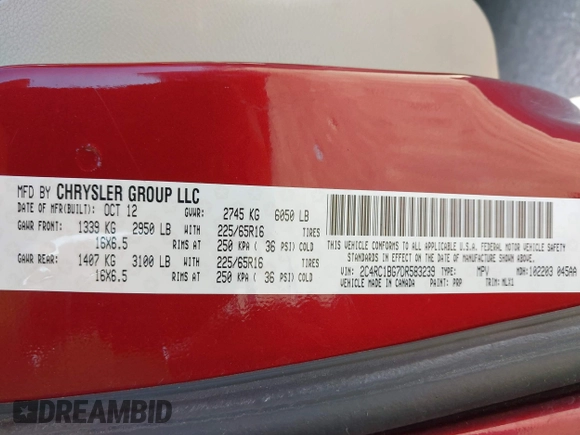 MFD BY CHRYSLER GROUP LLC
DATE OF MFR(BUILT): OCT 12 GVWR: 2745 KG 6050 LB
GAWR FRONT: 1339 KG 2950 LB WITH 225/65R16 TIRES
16X6.5 RIMS AT 250 KPA ( 36 PSI) COLD
GAWR REAR: 1407 KG 3100 LB WITH 225/65R16 TIRES
16X6.5 RIMS AT 250 KPA ( 36 PSI) COLD
THIS VEHICLE CONFORMS TO ALL APPLICABLE U.S.A. FEDERAL MOTOR VEHICLE SAFETY
STANDARDS IN EFFECT ON THE DATE OF MANUFACTURE SHOWN ABOVE.
VIN: 2C4RC1BG7DR583239 TYPE: MPV MDH: 102203 045AA
VEHICLE MADE IN CANADA PAINT: PRP TRIM: MLX1
DREAMBID